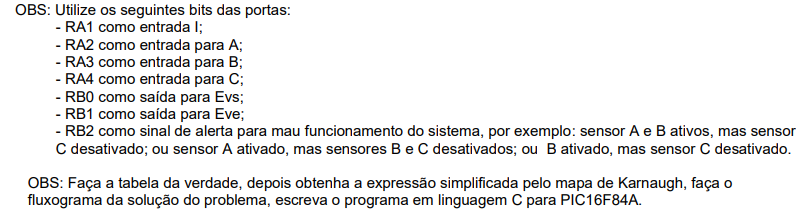 OBS: Utilize os seguintes bits das portas:
- RA1 como entrada I;
- RA2 como entrada para A;
- RA3 como entrada para B;
- RA4 como entrada para C;
- RB0 como saída para Evs;
- RB1 como saída para Eve;
- RB2 como sinal de alerta para mau funcionamento do sistema, por exemplo: sensor A e B ativos, mas sensor
C desativado; ou sensor A ativado, mas sensores B e C desativados; ou B ativado, mas sensor C desativado.
OBS: Faça a tabela da verdade, depois obtenha a expressão simplificada pelo mapa de Karnaugh, faça o
fluxograma da solução do problema, escreva o programa em linguagem C para PIC16F84A.